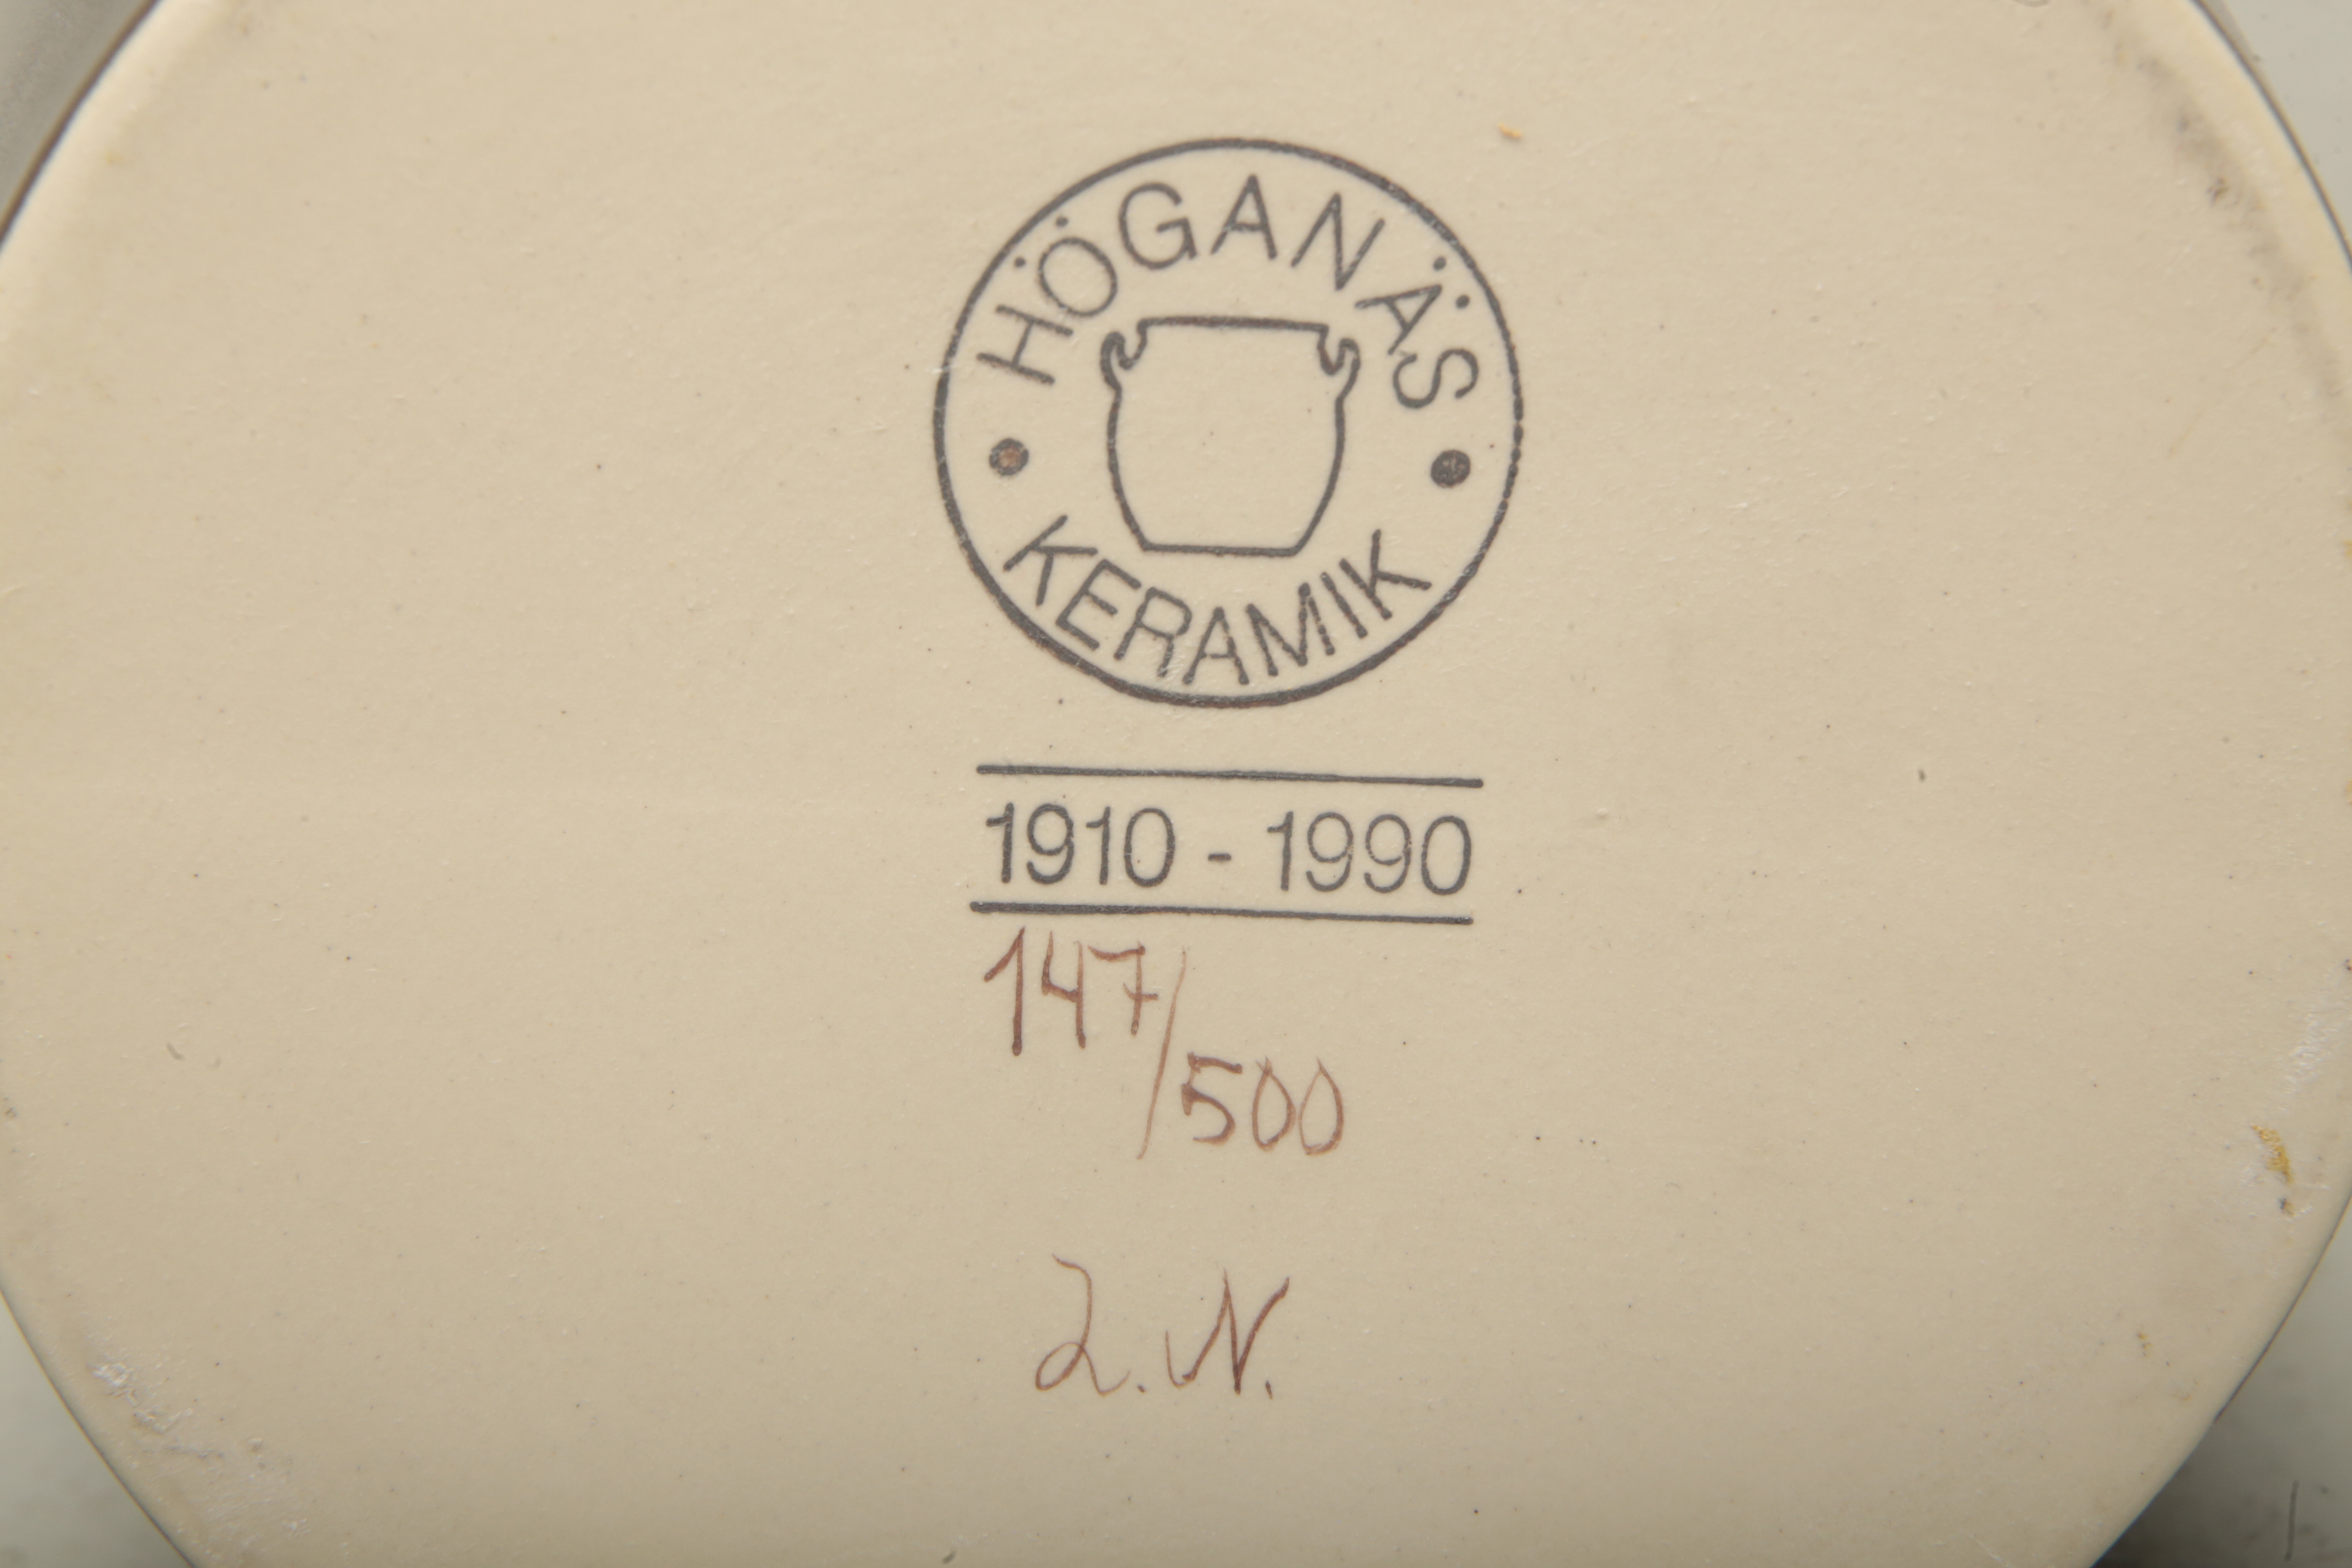 HÖGANÄS
KERAMIK
1910 - 1990
147/500
I.N.